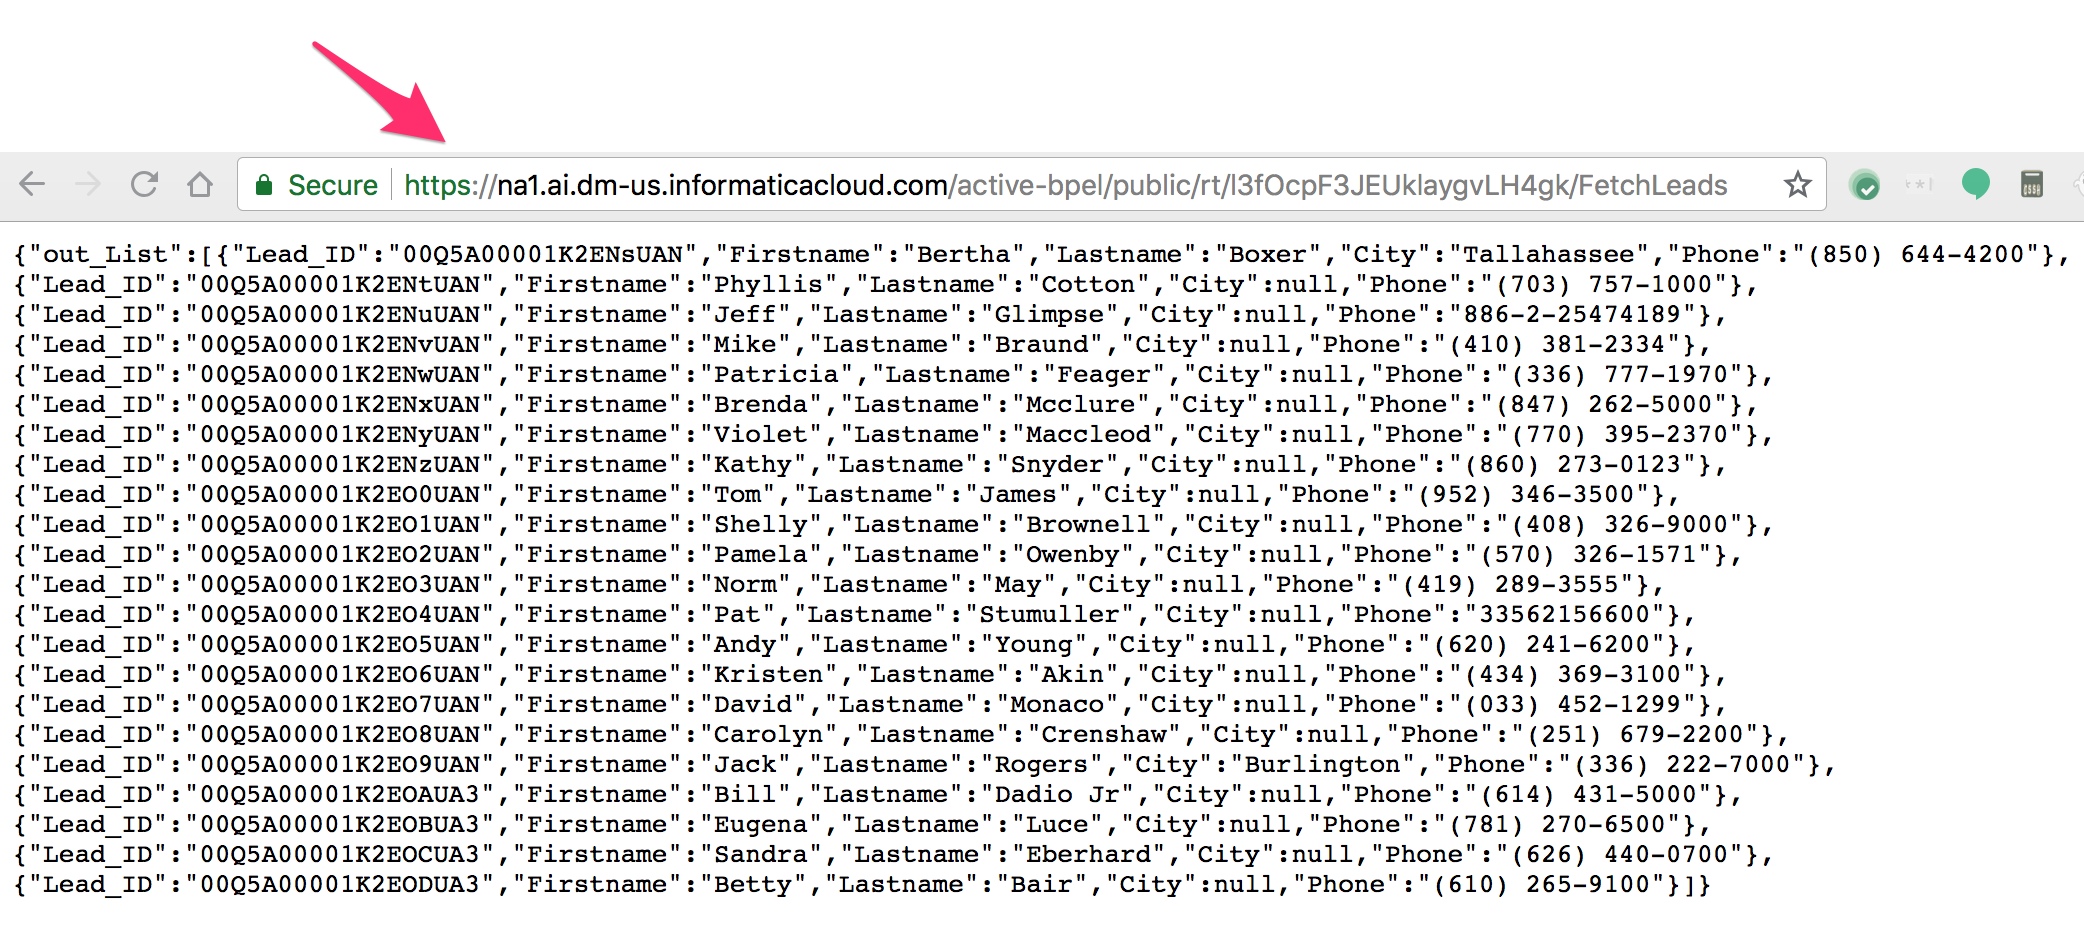 Secure https://na1.ai.dm-us.informaticacloud.com/active-bpel/public/rt/l3fOcpF3JEUklaygvLH4gk/FetchLeads
{"out_List":[{"Lead_ID":"00Q5A00001K2ENsUAN","Firstname":"Bertha","Lastname":"Boxer","City":"Tallahassee","Phone":"(850) 644-4200"},
{"Lead_ID":"00Q5A00001K2ENtUAN","Firstname":"Phyllis","Lastname":"Cotton","City":null,"Phone":"(703) 757-1000"},
{"Lead_ID":"00Q5A00001K2ENuUAN","Firstname":"Jeff","Lastname":"Glimpse","City":null,"Phone":"886-2-25474189"},
{"Lead_ID":"00Q5A00001K2ENvUAN","Firstname":"Mike","Lastname":"Braund","City":null,"Phone":"(410) 381-2334"},
{"Lead_ID":"00Q5A00001K2ENwUAN","Firstname":"Patricia","Lastname":"Feager","City":null,"Phone":"(336) 777-1970"},
{"Lead_ID":"00Q5A00001K2ENxUAN","Firstname":"Brenda","Lastname":"Mcclure","City":null,"Phone":"(847) 262-5000"},
{"Lead_ID":"00Q5A00001K2ENyUAN","Firstname":"Violet","Lastname":"Maccleod","City":null,"Phone":"(770) 395-2370"},
{"Lead_ID":"00Q5A00001K2ENzUAN","Firstname":"Kathy","Lastname":"Snyder","City":null,"Phone":"(860) 273-0123"},
{"Lead_ID":"00Q5A00001K2EO0UAN","Firstname":"Tom","Lastname":"James","City":null,"Phone":"(952) 346-3500"},
{"Lead_ID":"00Q5A00001K2EO1UAN","Firstname":"Shelly","Lastname":"Brownell","City":null,"Phone":"(408) 326-9000"},
{"Lead_ID":"00Q5A00001K2EO2UAN","Firstname":"Pamela","Lastname":"Owenby","City":null,"Phone":"(570) 326-1571"},
{"Lead_ID":"00Q5A00001K2EO3UAN","Firstname":"Norm","Lastname":"May","City":null,"Phone":"(419) 289-3555"},
{"Lead_ID":"00Q5A00001K2EO4UAN","Firstname":"Pat","Lastname":"Stumuller","City":null,"Phone":"33562156600"},
{"Lead_ID":"00Q5A00001K2EO5UAN","Firstname":"Andy","Lastname":"Young","City":null,"Phone":"(620) 241-6200"},
{"Lead_ID":"00Q5A00001K2EO6UAN","Firstname":"Kristen","Lastname":"Akin","City":null,"Phone":"(434) 369-3100"},
{"Lead_ID":"00Q5A00001K2EO7UAN","Firstname":"David","Lastname":"Monaco","City":null,"Phone":"(033) 452-1299"},
{"Lead_ID":"00Q5A00001K2EO8UAN","Firstname":"Carolyn","Lastname":"Crenshaw","City":null,"Phone":"(251) 679-2200"},
{"Lead_ID":"00Q5A00001K2EO9UAN","Firstname":"Jack","Lastname":"Rogers","City":"Burlington","Phone":"(336) 222-7000"},
{"Lead_ID":"00Q5A00001K2EOAUA3","Firstname":"Bill","Lastname":"Dadio Jr","City":null,"Phone":"(614) 431-5000"},
{"Lead_ID":"00Q5A00001K2EOBUA3","Firstname":"Eugena","Lastname":"Luce","City":null,"Phone":"(781) 270-6500"},
{"Lead_ID":"00Q5A00001K2EOCUA3","Firstname":"Sandra","Lastname":"Eberhard","City":null,"Phone":"(626) 440-0700"},
{"Lead_ID":"00Q5A00001K2EODUA3","Firstname":"Betty","Lastname":"Bair","City":null,"Phone":"(610) 265-9100"}]}